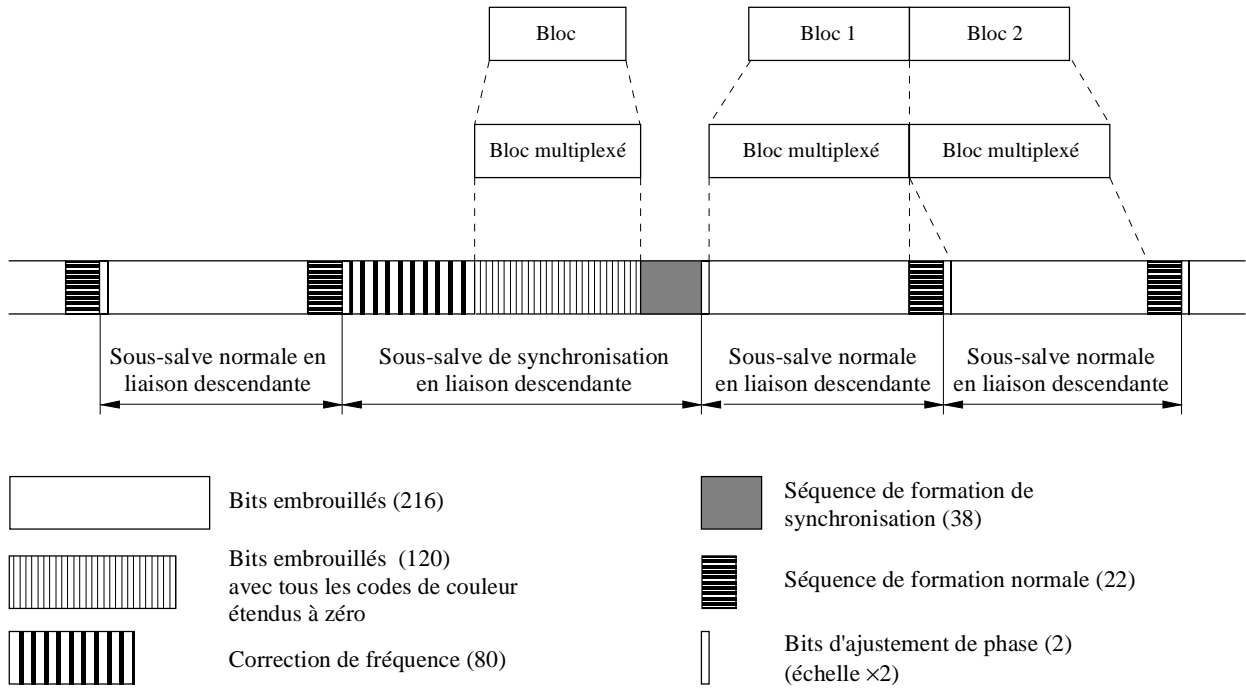 Bloc
Bloc 1
Bloc 2
Bloc multiplexé
Bloc multiplexé
Bloc multiplexé
Sous-salve normale en
liaison descendante
Sous-salve de synchronisation
en liaison descendante
Sous-salve normale
en liaison descendante
Sous-salve normale
en liaison descendante
Bits embrouillés (216)
Bits embrouillés (120)
avec tous les codes de couleur
étendus à zéro
Correction de fréquence (80)
Séquence de formation de
synchronisation (38)
Séquence de formation normale (22)
Bits d'ajustement de phase (2)
(échelle ×2)